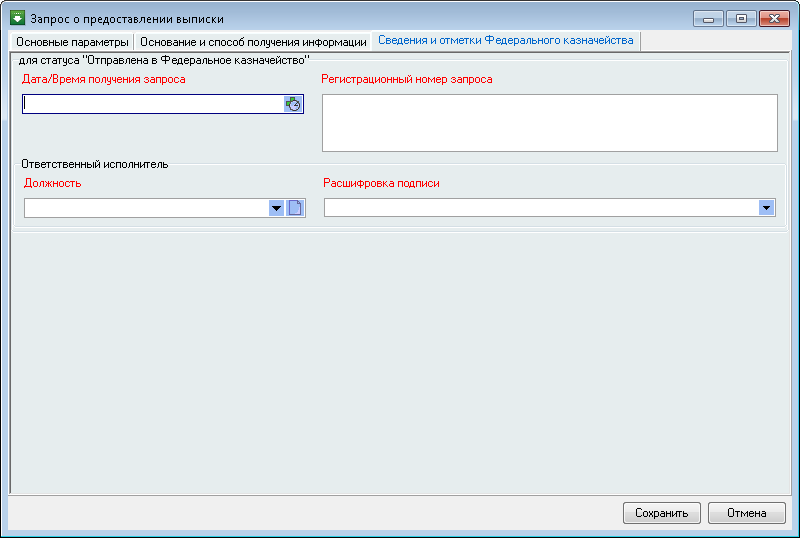 Запрос о предоставлении выписки
Основные параметры Основание и способ получения информации Сведения и отметки Федерального казначейства
для статуса "Отправлена в Федеральное казначейство"
Дата/Время получения запроса Регистрационный номер запроса
Ответственный исполнитель
Должность Расшифровка подписи
Сохранить Отмена